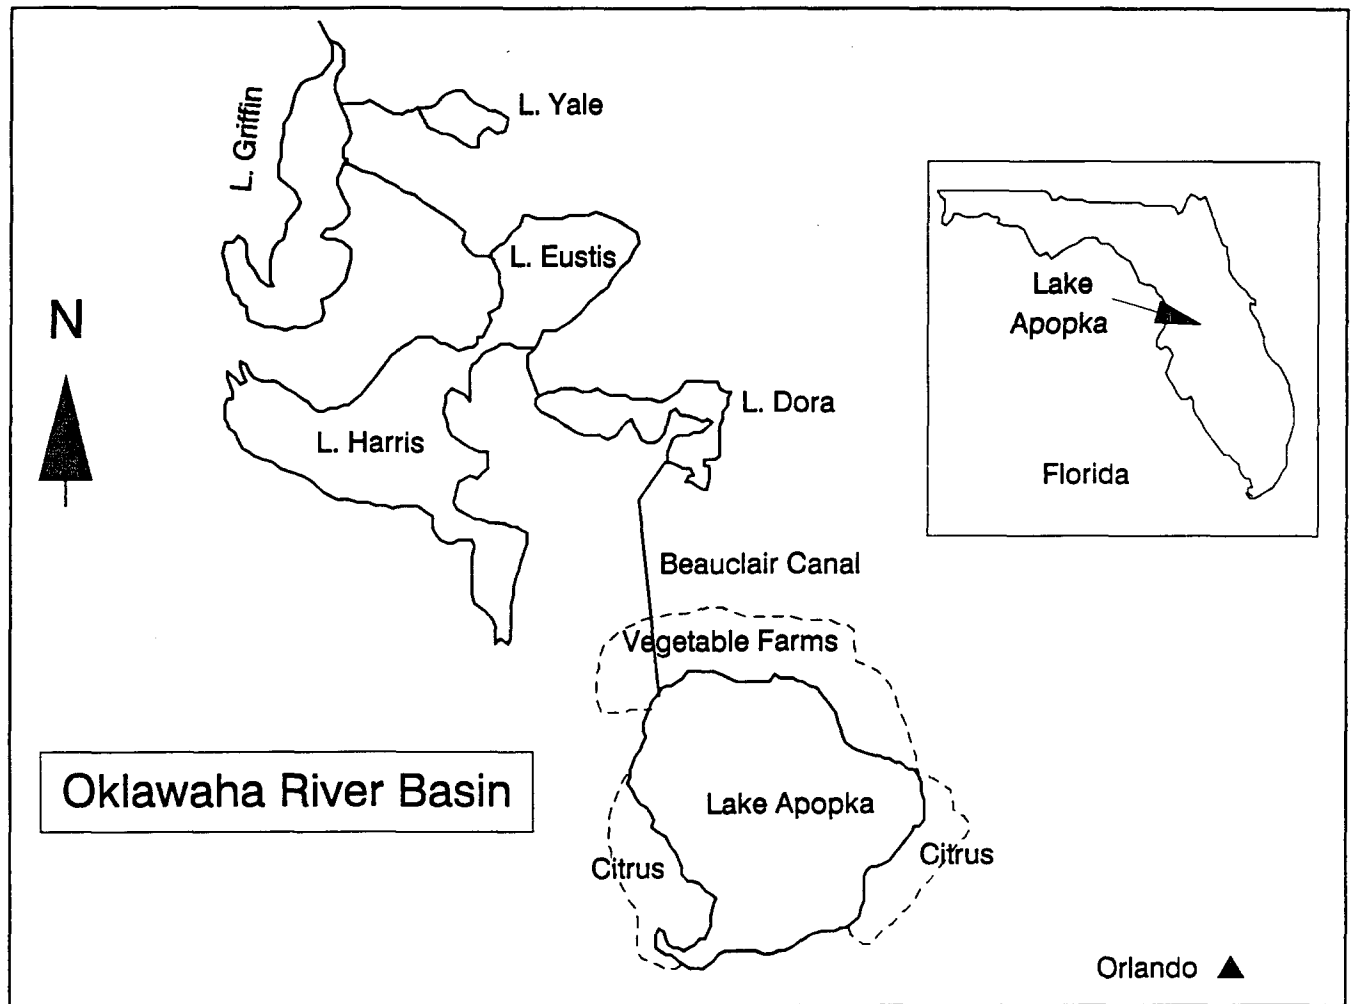 L. Griffin
L. Yale
L. Eustis
N
Lake
Apopka
L. Dora
L. Harris
Florida
Beauclair Canal
Vegetable Farms
Oklawaha River Basin
Lake Apopka
Citrus
Citrus
Orlando